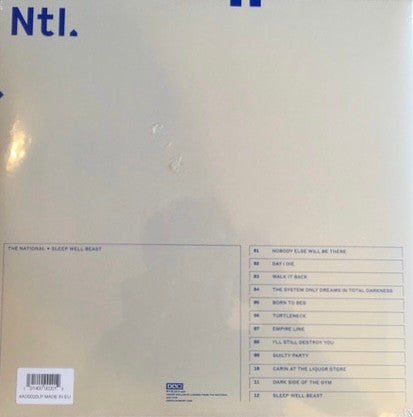 Ntl.
THE NATIONAL • SLEEP WELL BEAST
01 NOBODY ELSE WILL BE THERE
02 DAY I DIE
03 WALK IT BACK
04 THE SYSTEM ONLY DREAMS IN TOTAL DARKNESS
05 BORN TO BEG
06 TURTLENECK
07 EMPIRE LINE
08 I'LL STILL DESTROY YOU
09 GUILTY PARTY
10 CARIN AT THE LIQUOR STORE
11 DARK SIDE OF THE GYM
12 SLEEP WELL BEAST
4AD0020LP MADE IN EU